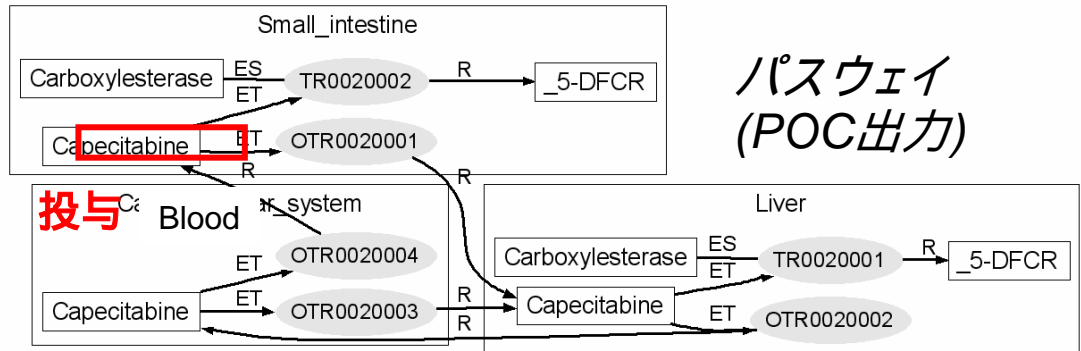 Small_intestine
Carboxylesterase
ES
TR0020002
R
_5-DFCR
ET
Capecitabine
ET
OTR0020001
R
R
パスウェイ
(POC出力)
投与
Ca
Blood
ar_system
OTR0020004
ET
Capecitabine
ET
OTR0020003
R
R
Liver
Carboxylesterase
ES
TR0020001
R
_5-DFCR
ET
Capecitabine
ET
OTR0020002